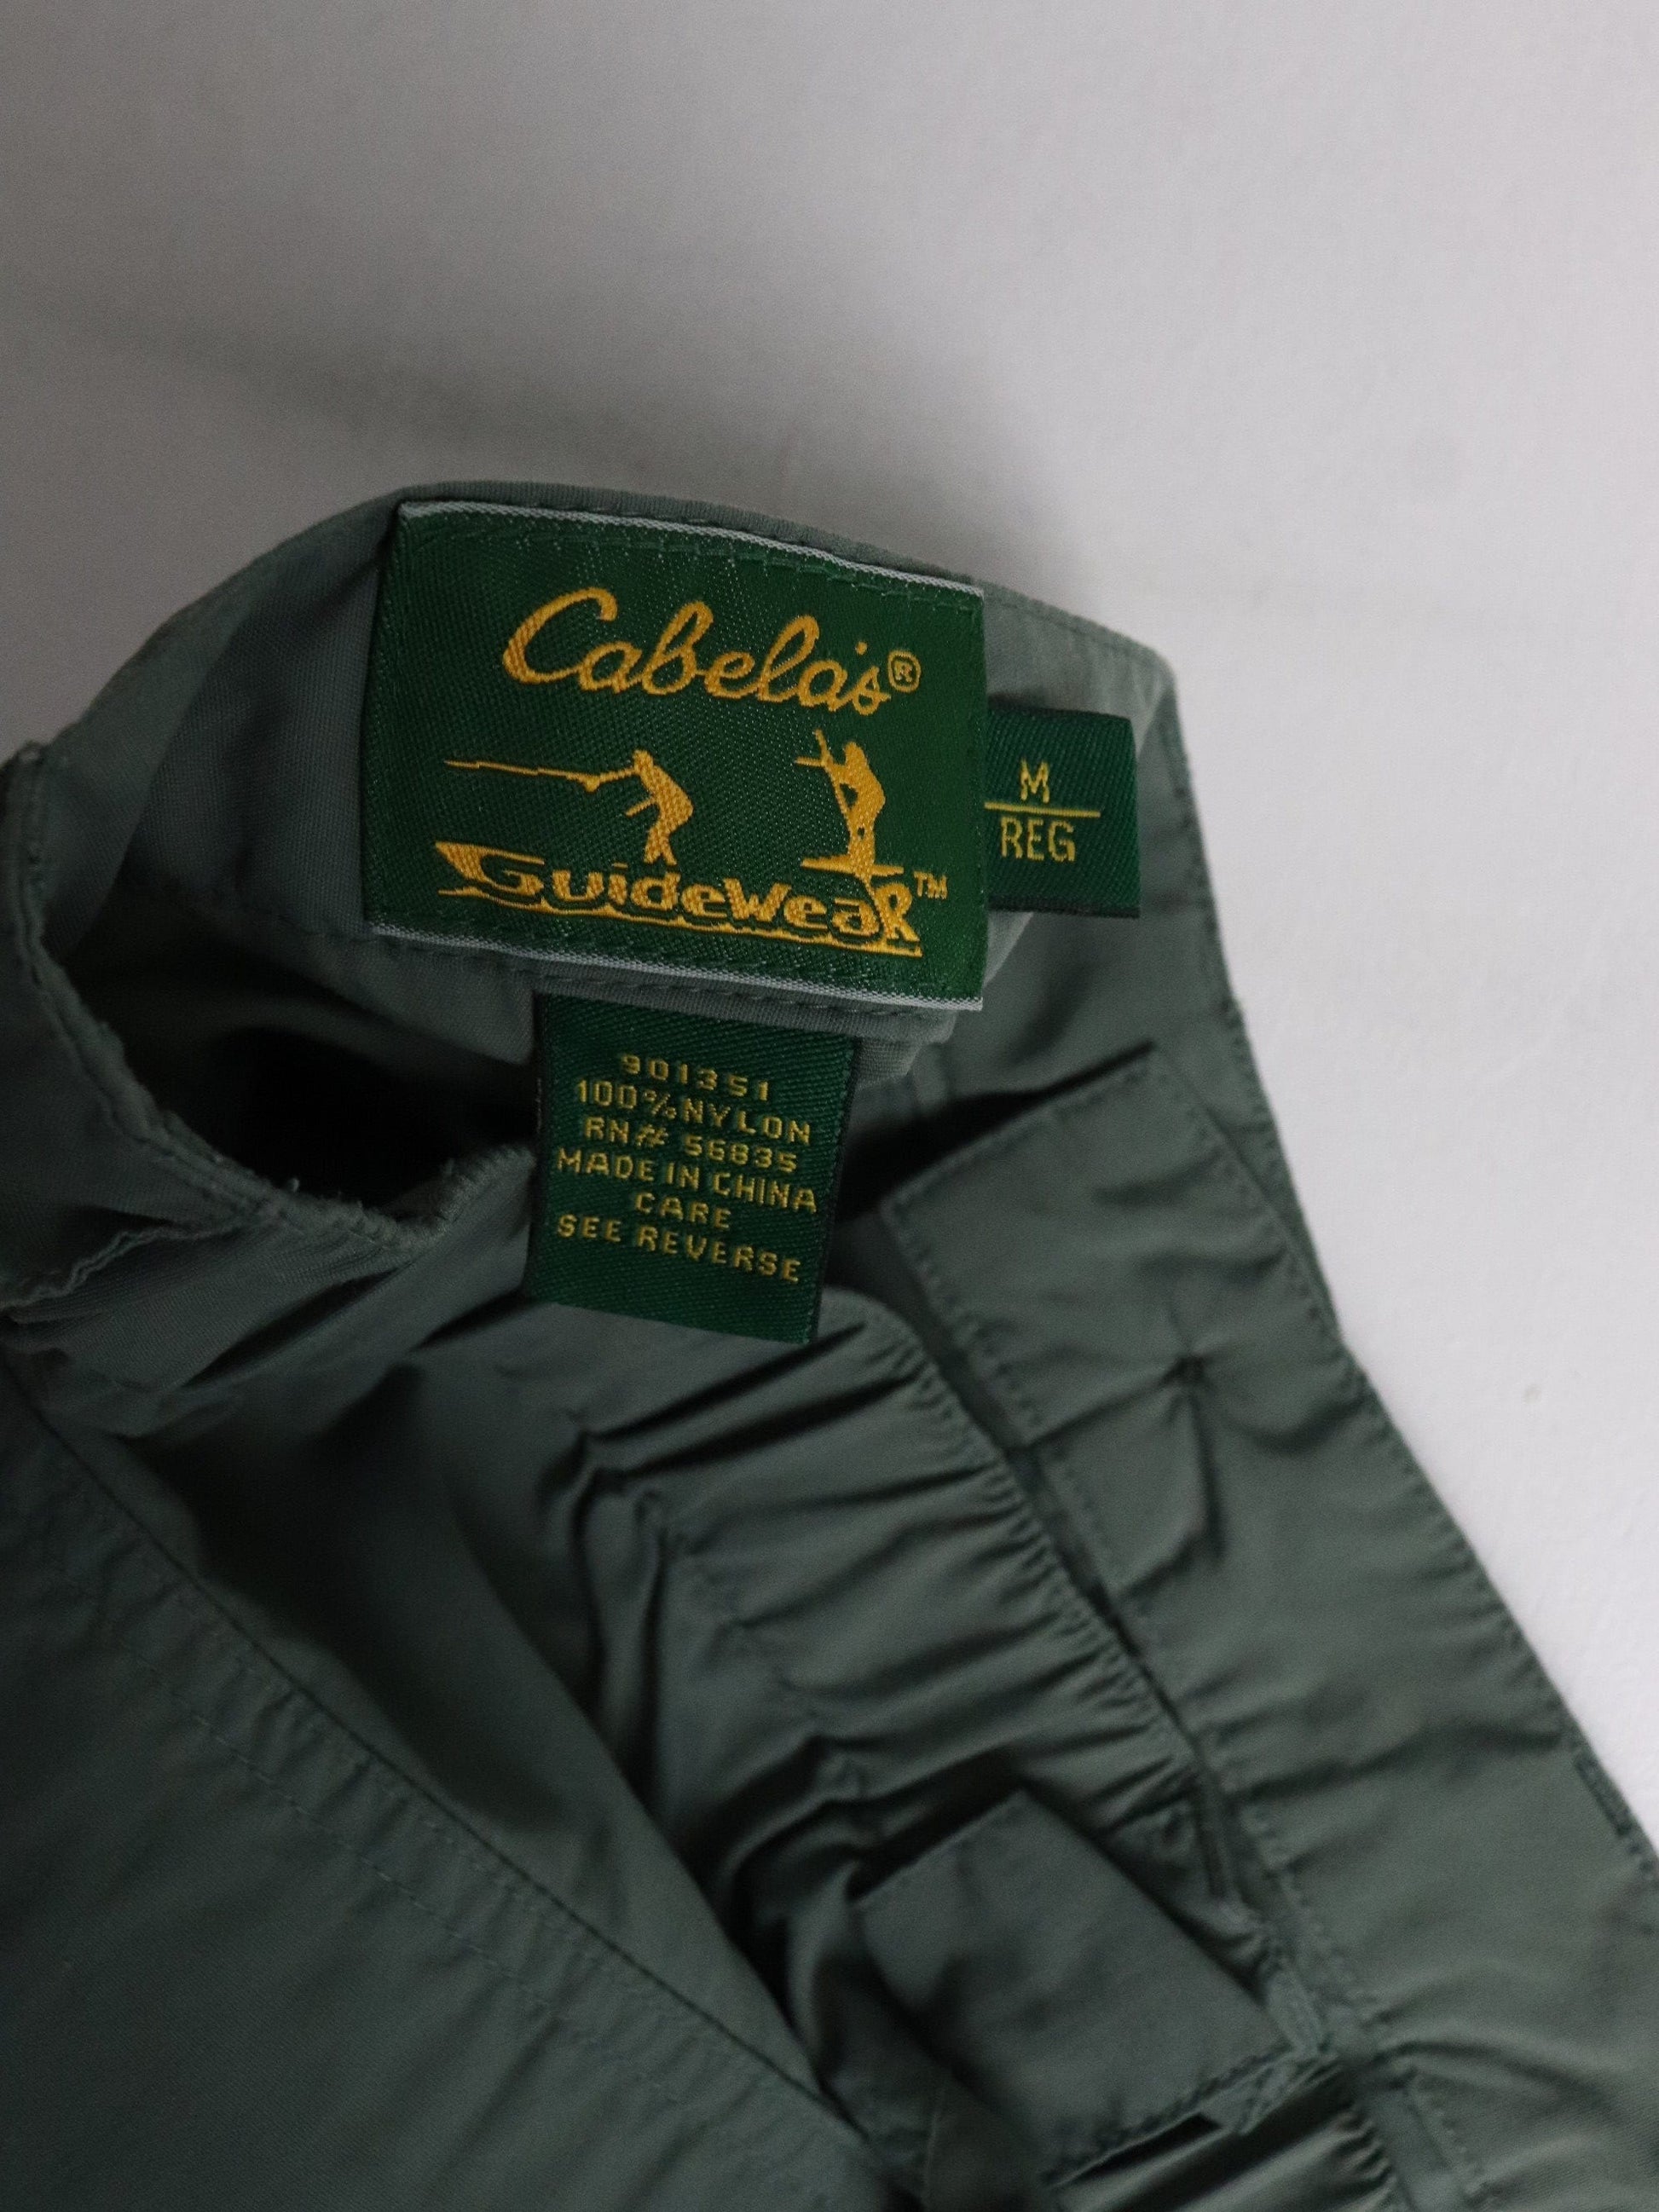 Cabela's®
GuideWear™
M
REG
901351
100%NYLON
RN# 56835
MADE IN CHINA
CARE
SEE REVERSE